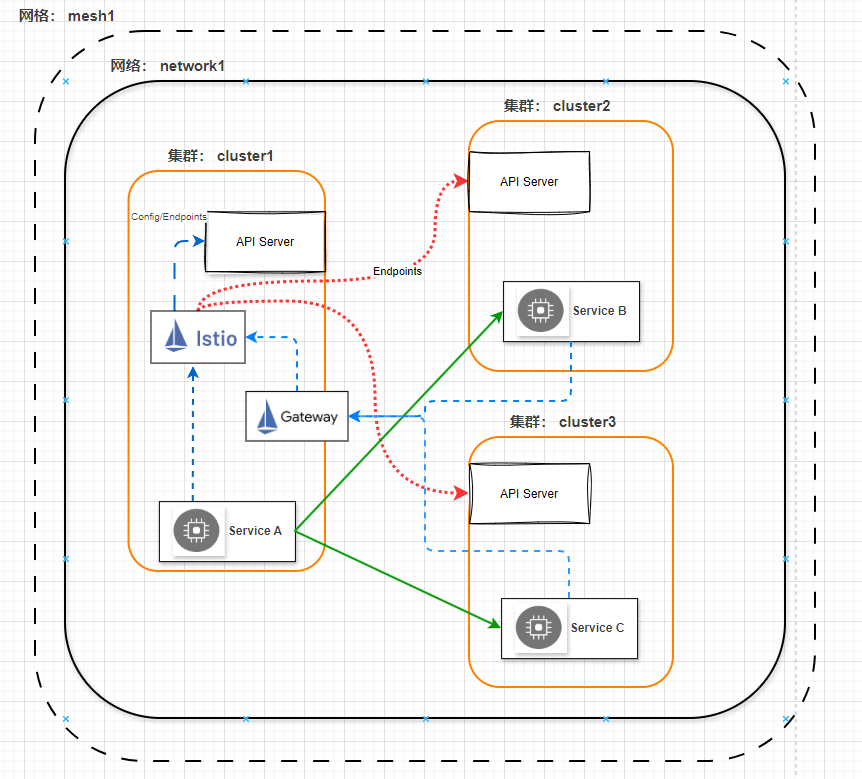 网格： mesh1
网络： network1
集群： cluster2
集群： cluster1
API Server
Config/Endpoints
API Server
Endpoints
Service B
Istio
Gateway
集群： cluster3
API Server
Service A
Service C